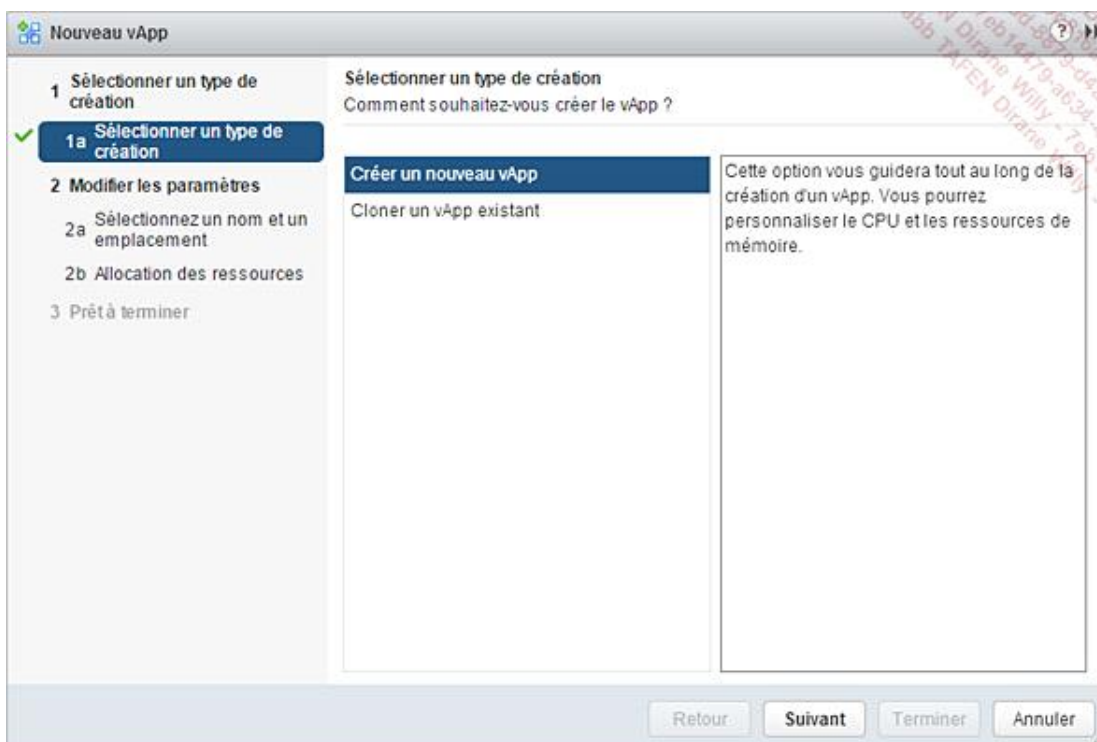 Nouveau vApp
?
1 Sélectionner un type de
création
1a Sélectionner un type de
création
2 Modifier les paramètres
2a Sélectionnez un nom et un
emplacement
2b Allocation des ressources
3 Prêt à terminer
Sélectionner un type de création
Comment souhaitez-vous créer le vApp ?
Créer un nouveau vApp
Cloner un vApp existant
Cette option vous guidera tout au long de la
création d'un vApp. Vous pourrez
personnaliser le CPU et les ressources de
mémoire.
Retour
Suivant
Terminer
Annuler
TAFEN Dirane Willy